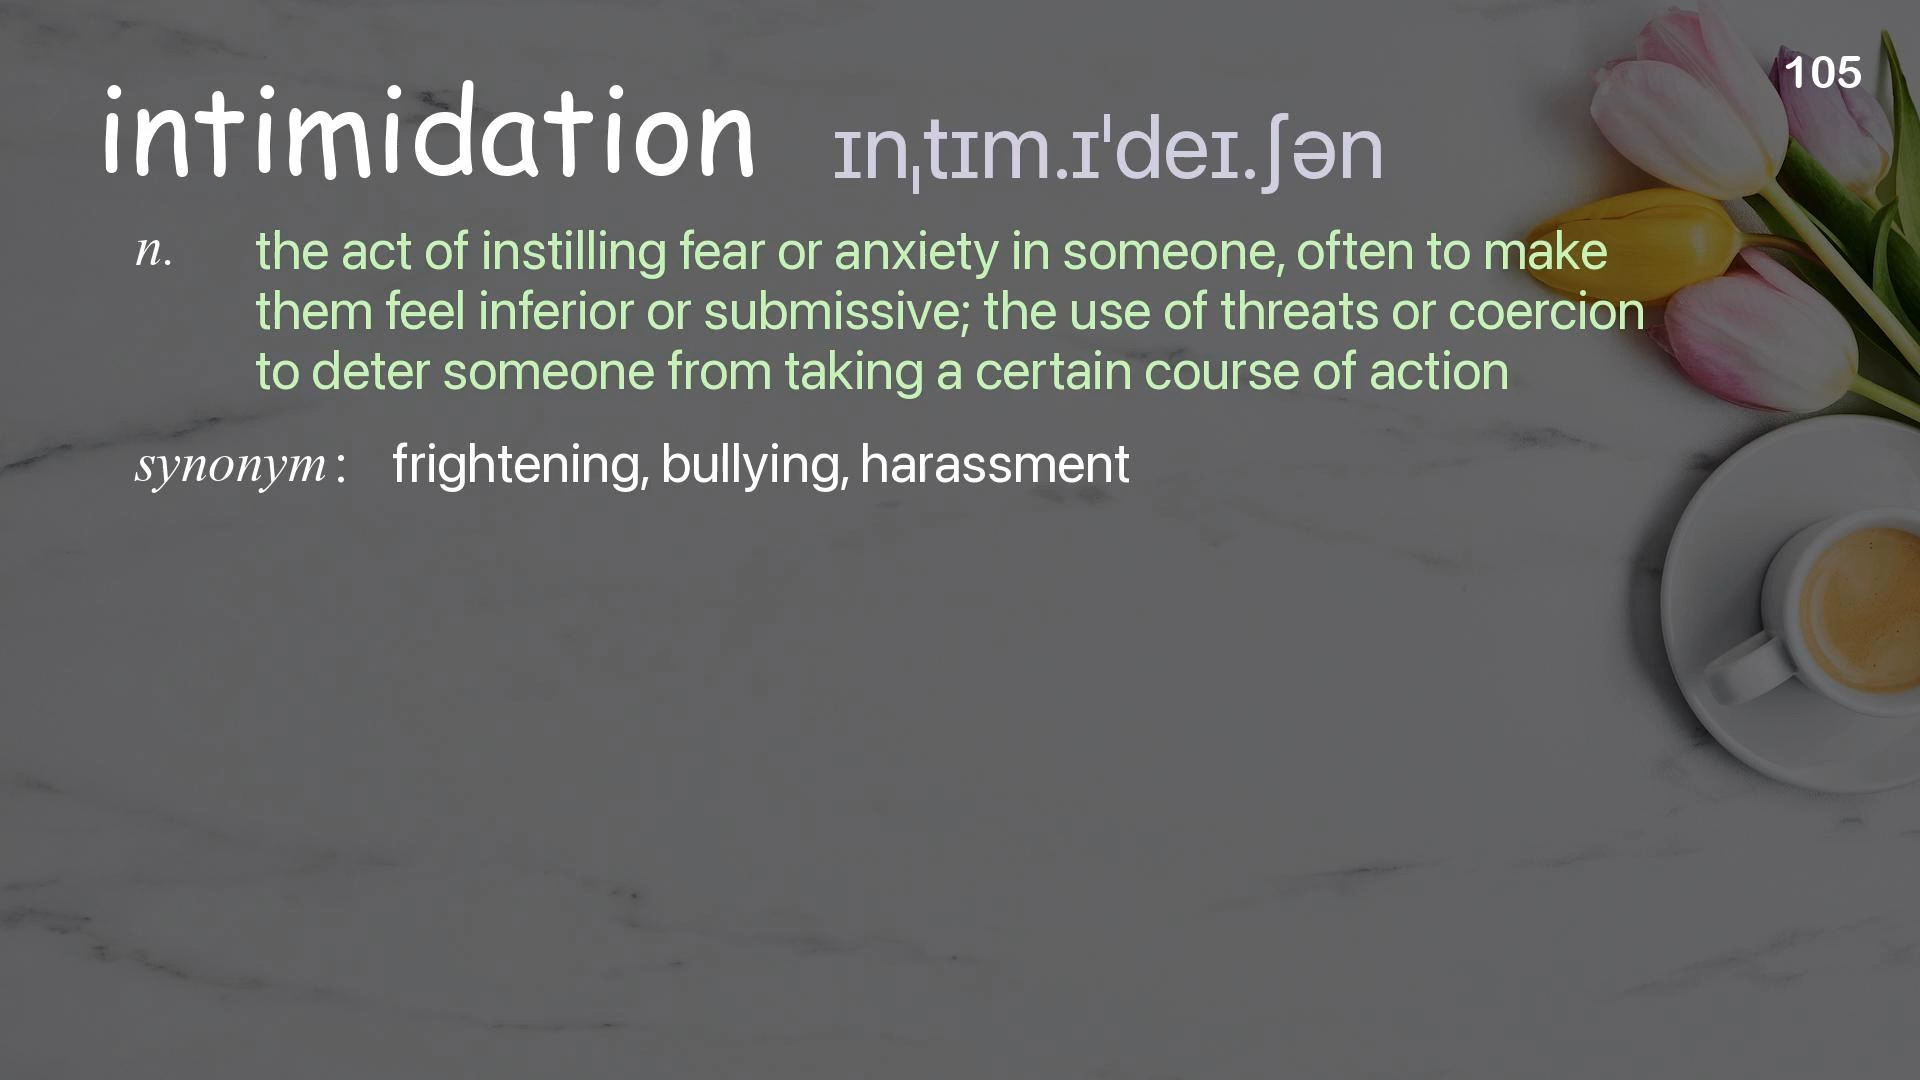 105
intimidation ɪnˌtɪm.ɪˈdeɪ.ʃən
n. the act of instilling fear or anxiety in someone, often to make
them feel inferior or submissive; the use of threats or coercion
to deter someone from taking a certain course of action
synonym : frightening, bullying, harassment